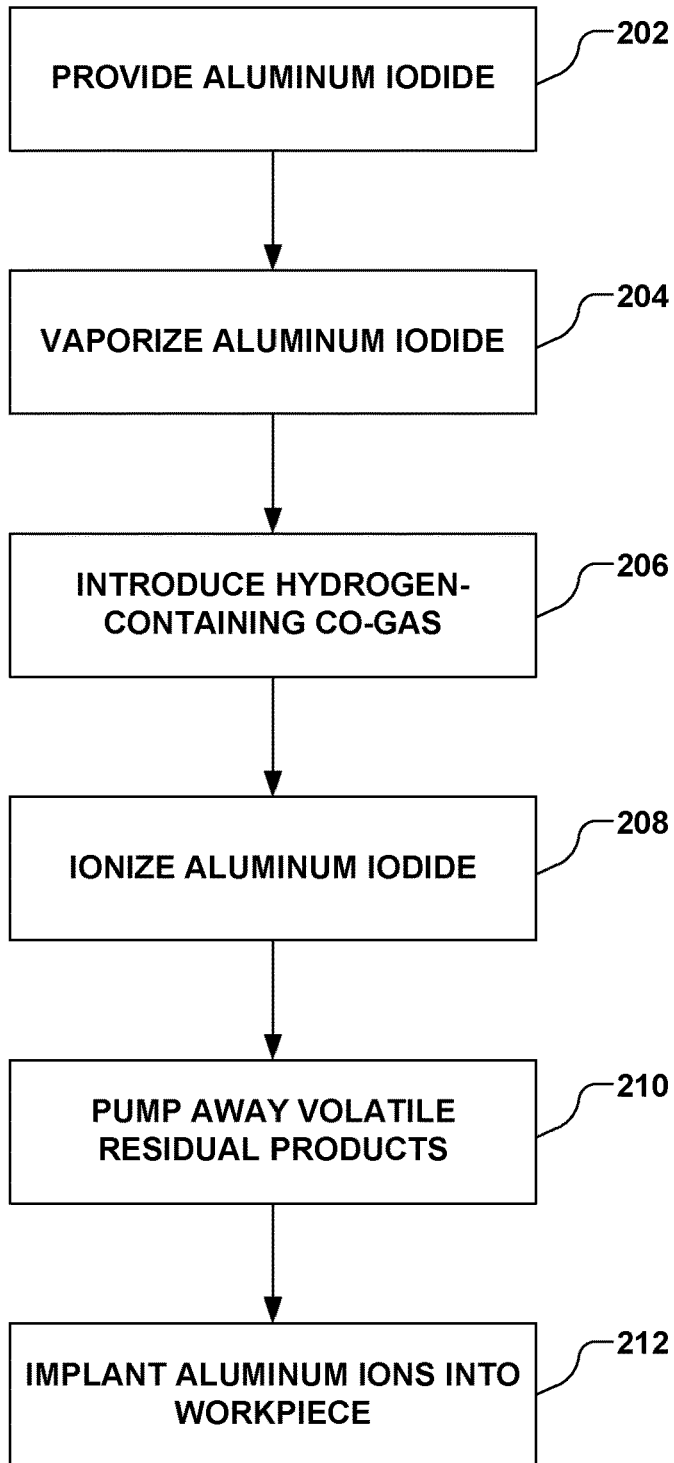 202
PROVIDE ALUMINUM IODIDE
204
VAPORIZE ALUMINUM IODIDE
206
INTRODUCE HYDROGEN-
CONTAINING CO-GAS
208
IONIZE ALUMINUM IODIDE
210
PUMP AWAY VOLATILE
RESIDUAL PRODUCTS
212
IMPLANT ALUMINUM IONS INTO
WORKPIECE